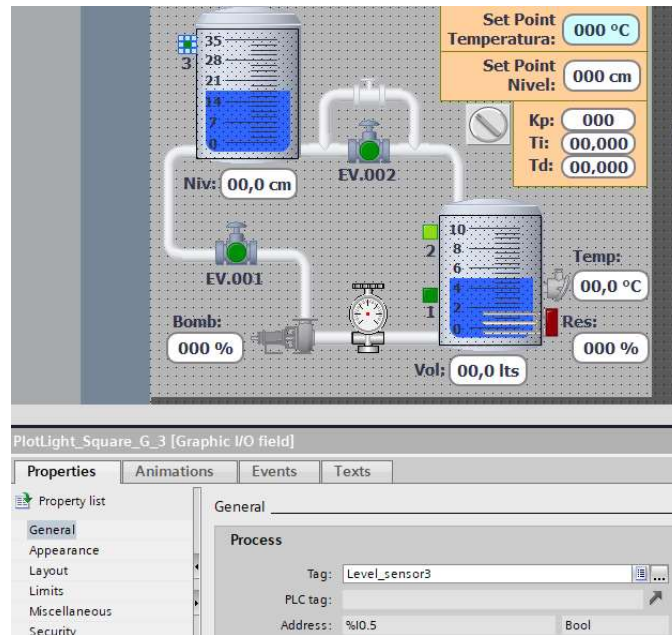 Set Point
Temperatura:
000 ºC
Set Point
Nivel:
000 cm
Kp:
000
Ti:
00,000
Td:
00,000
35
28
21
14
7
0
3
Niv:
00,0 cm
EV.002
EV.001
10
8
6
4
2
0
2
1
Temp:
00,0 ºC
Bomb:
000 %
Res:
000 %
Vol:
00,0 lts
PlotLight_Square_G_3 [Graphic I/O field]
Properties
Animations
Events
Texts
Property list
General
Appearance
Layout
Limits
Miscellaneous
Security
General
Process
Tag:
Level_sensor3
...
PLC tag:
Address:
%I0.5
Bool